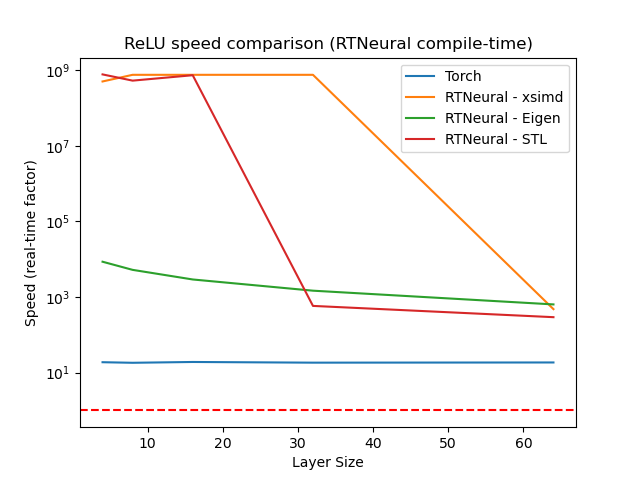 ReLU speed comparison (RTNeural compile-time)
Speed (real-time factor)
10⁹
10⁷
10⁵
10³
10¹
Torch
RTNeural - xsimd
RTNeural - Eigen
RTNeural - STL
10 20 30 40 50 60
Layer Size